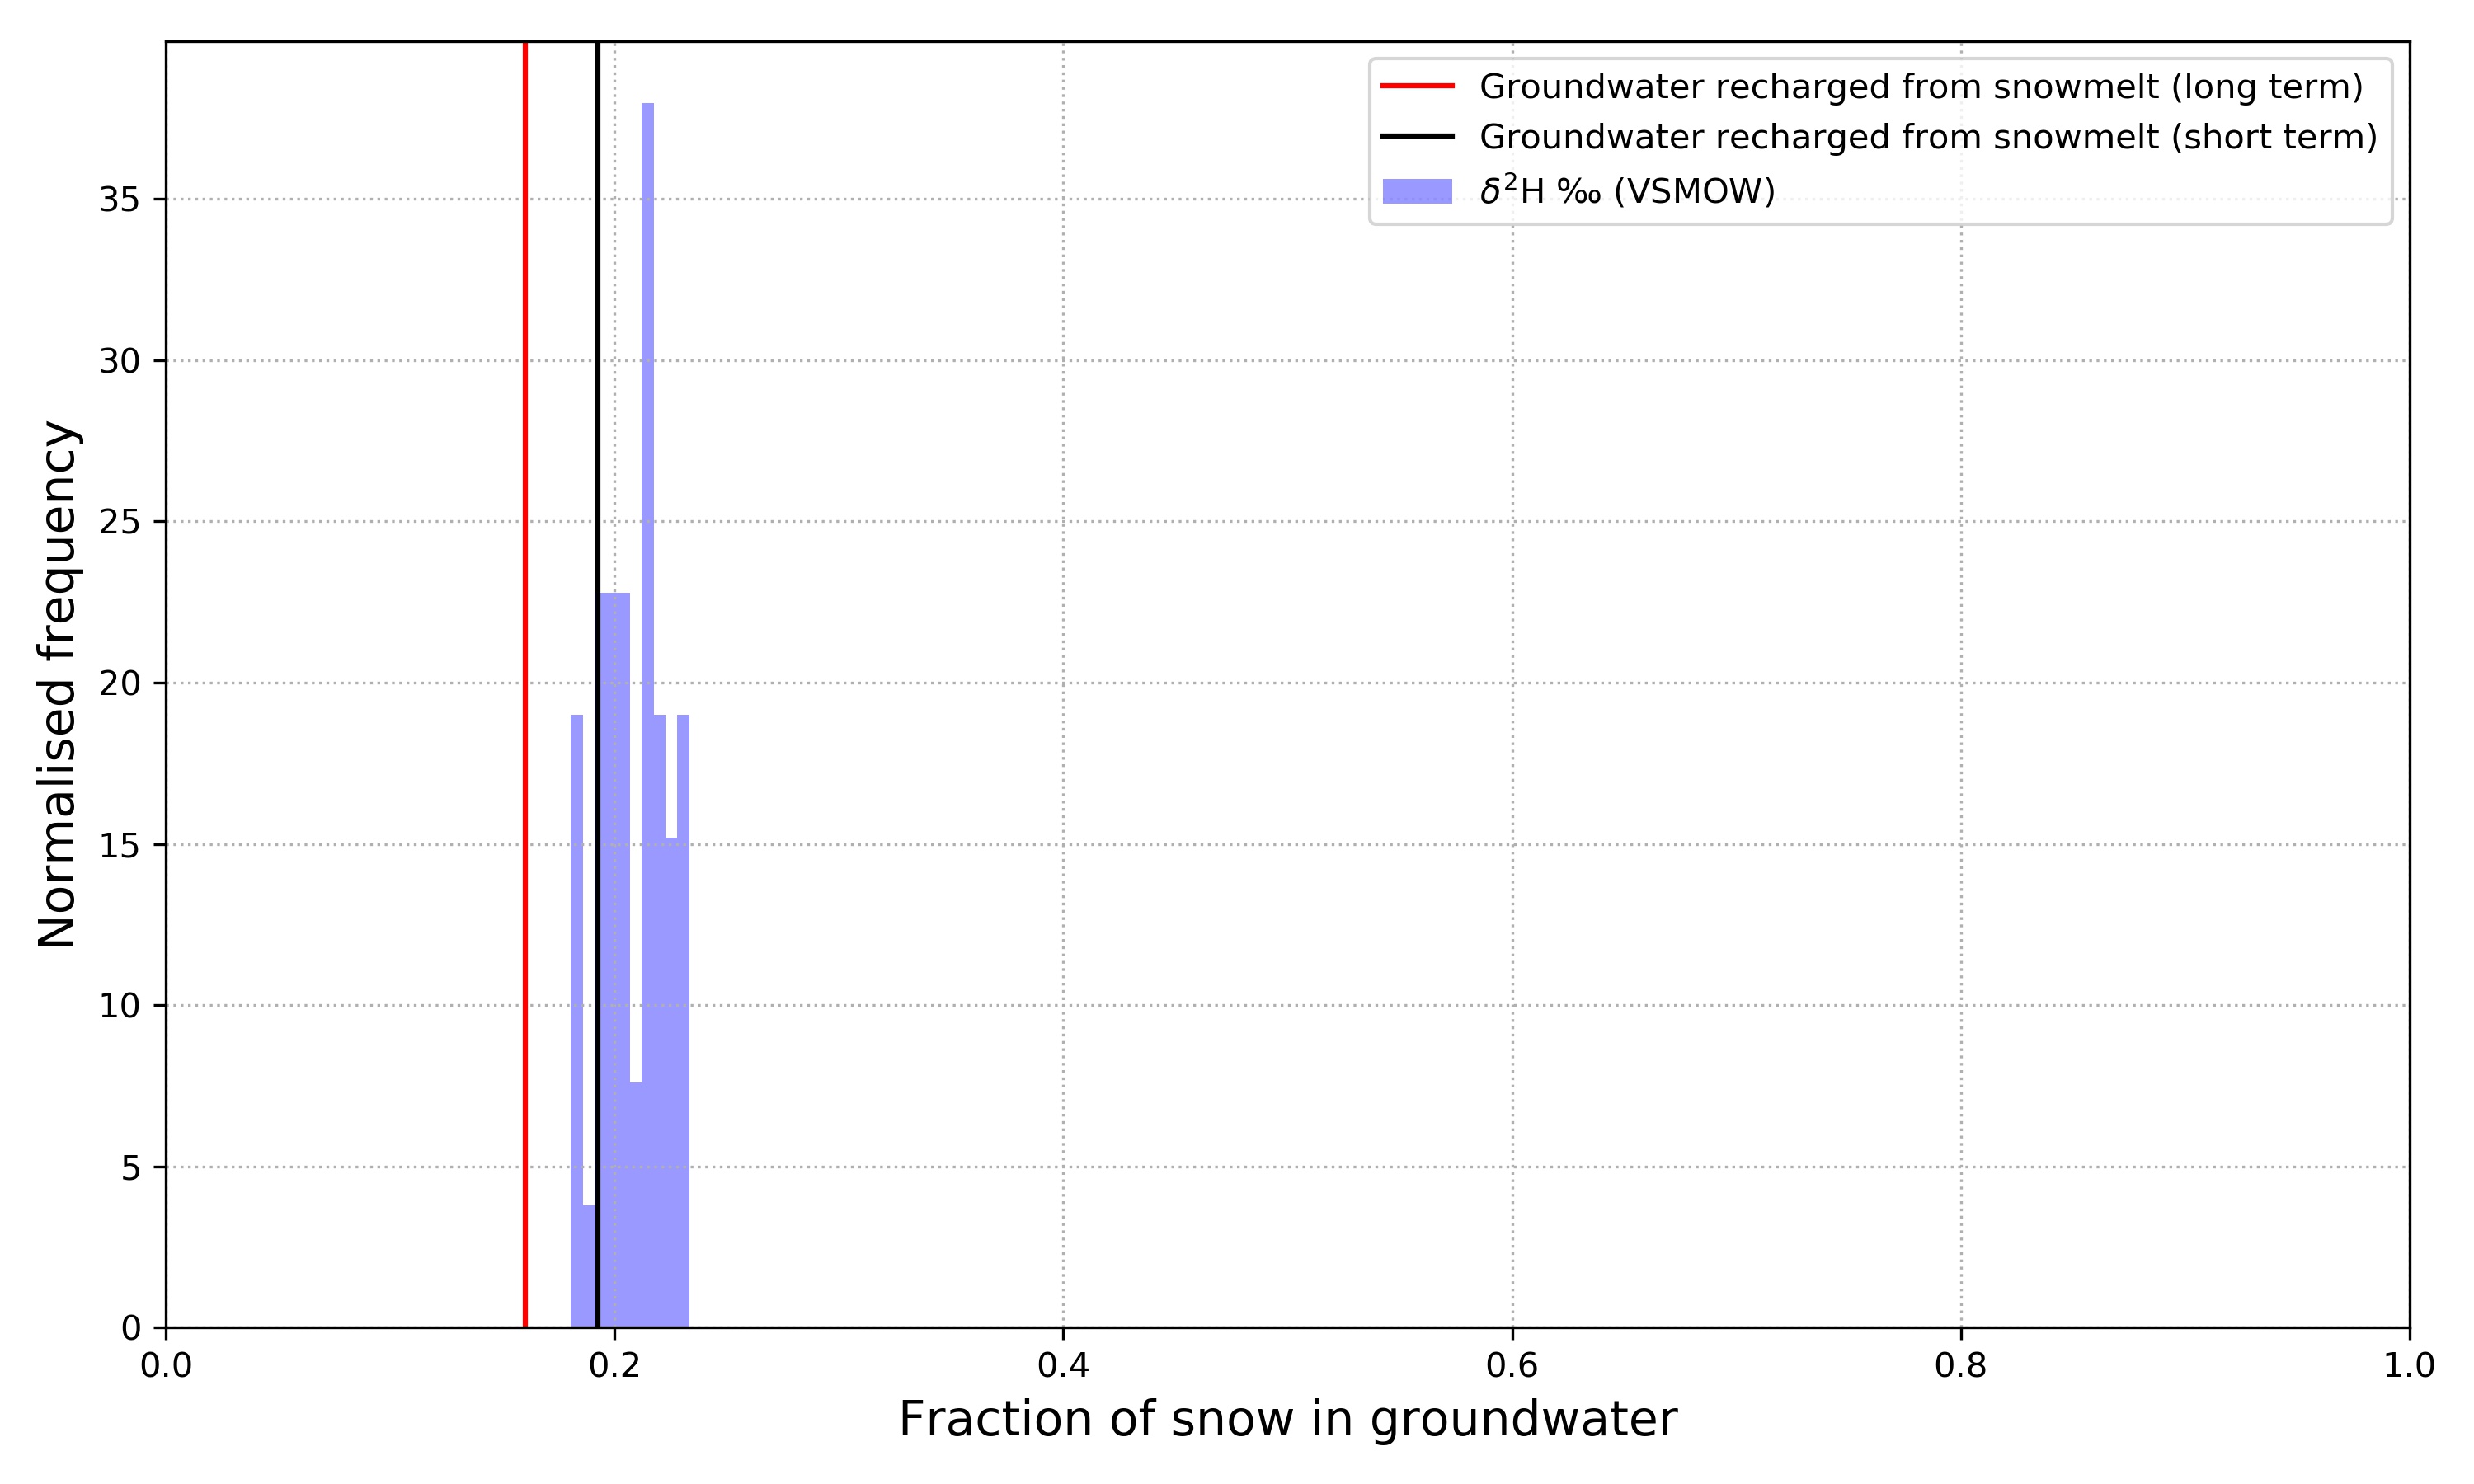 Groundwater recharged from snowmelt (long term)
Groundwater recharged from snowmelt (short term)
δ²H ‰ (VSMOW)
Normalised frequency
35
30
25
20
15
10
5
0
0.0 0.2 0.4 0.6 0.8 1.0
Fraction of snow in groundwater